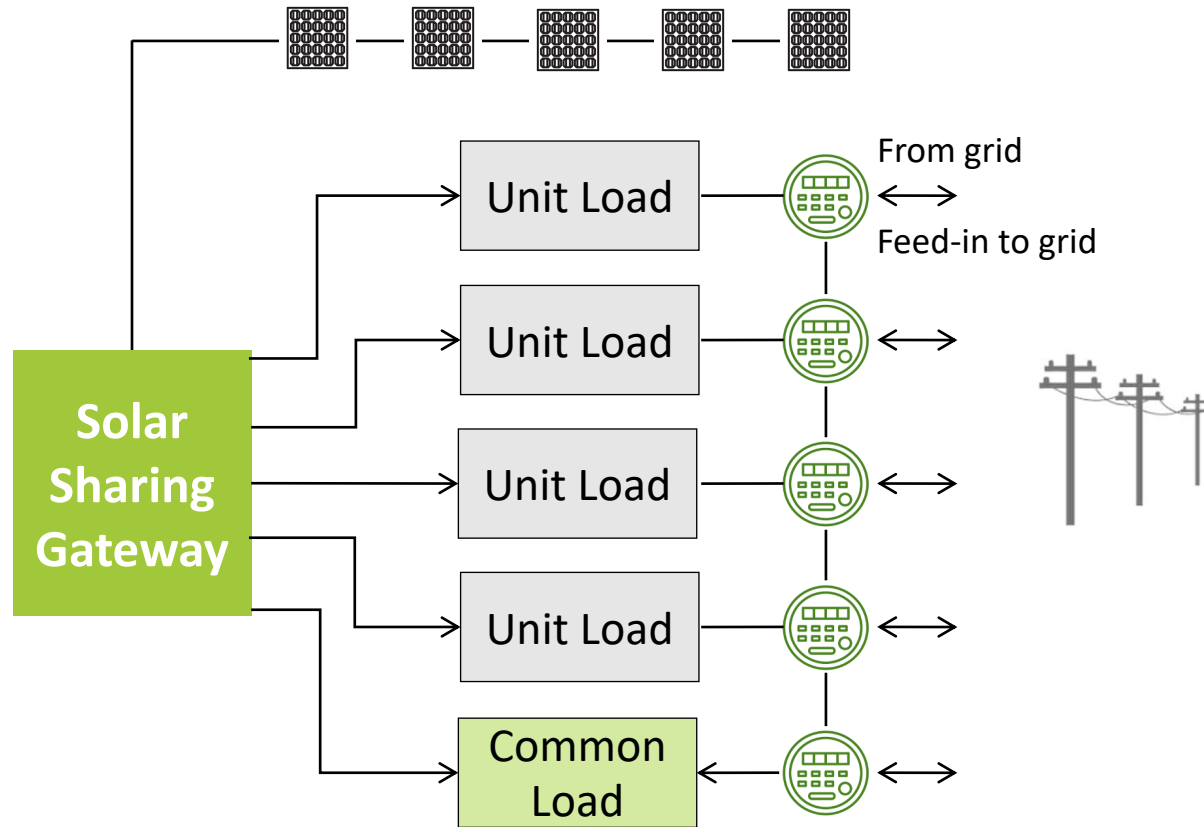 From grid
Unit Load
Feed-in to grid
Unit Load
Solar
Sharing
Gateway
Unit Load
Unit Load
Common
Load